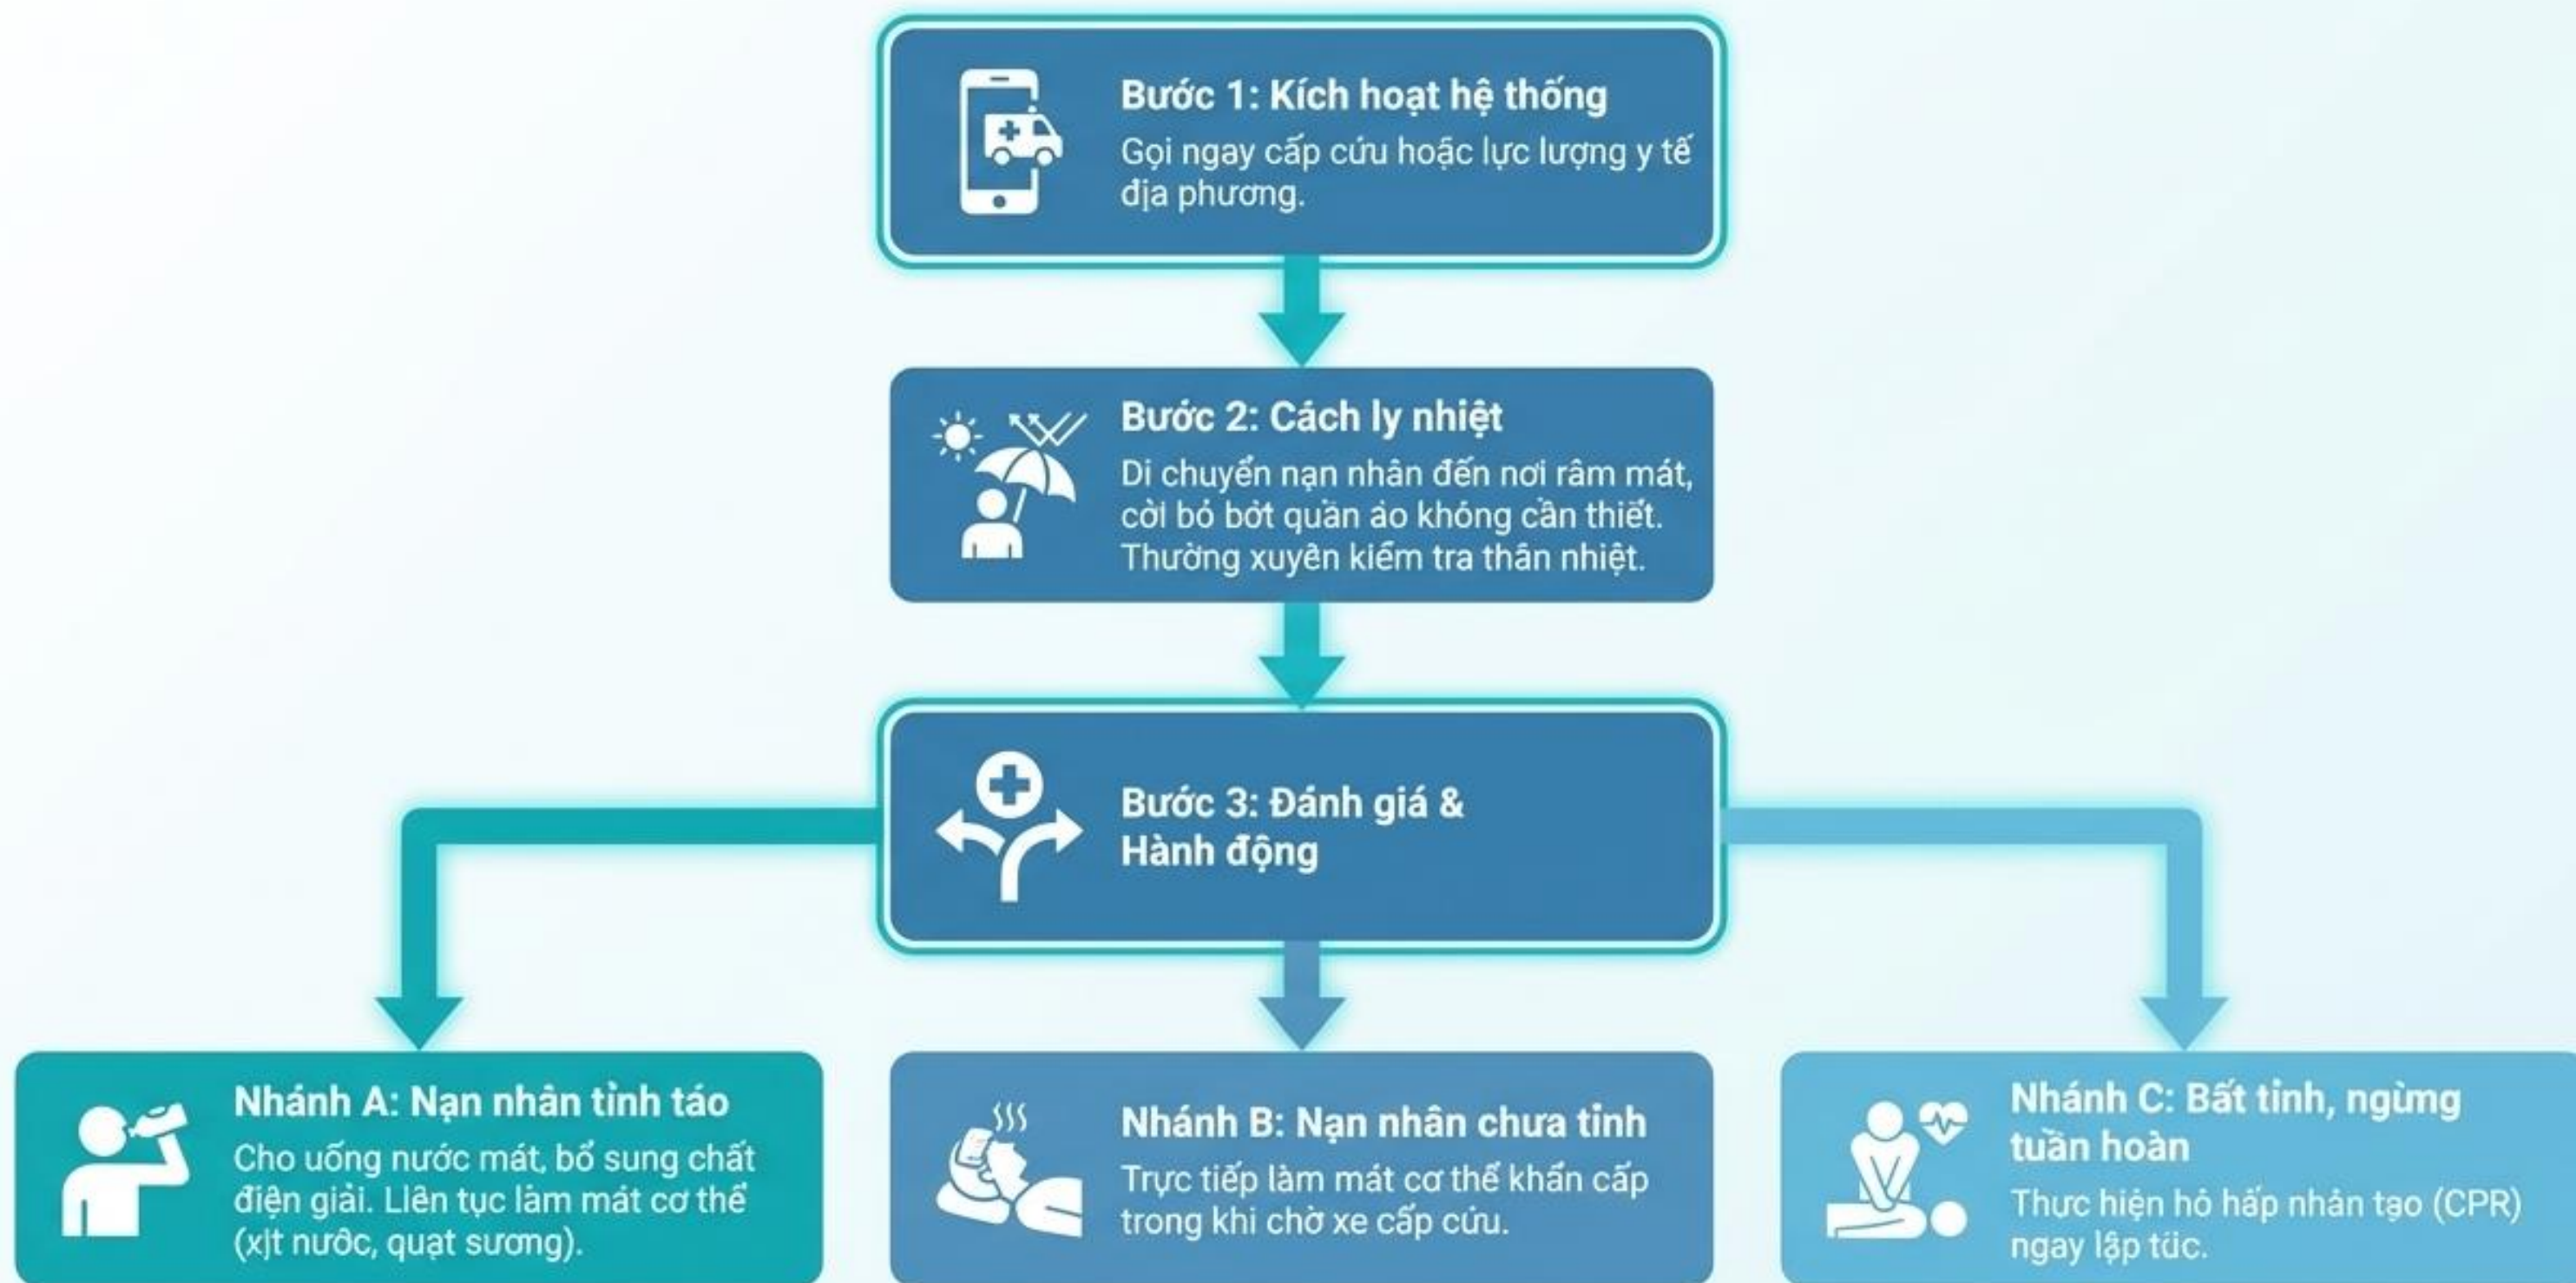 Bước 1: Kích hoạt hệ thống
Gọi ngay cấp cứu hoặc lực lượng y tế
địa phương.
Bước 2: Cách ly nhiệt
Di chuyển nạn nhân đến nơi râm mát,
cởi bỏ bớt quần áo không cần thiết.
Thường xuyên kiểm tra thân nhiệt.
Bước 3: Đánh giá &
Hành động
Nhánh A: Nạn nhân tỉnh táo
Cho uống nước mát, bổ sung chất
điện giải. Liên tục làm mát cơ thể
(xịt nước, quạt sương).
Nhánh B: Nạn nhân chưa tỉnh
Trực tiếp làm mát cơ thể khẩn cấp
trong khi chờ xe cấp cứu.
Nhánh C: Bất tỉnh, ngừng
tuần hoàn
Thực hiện hô hấp nhân tạo (CPR)
ngay lập tức.